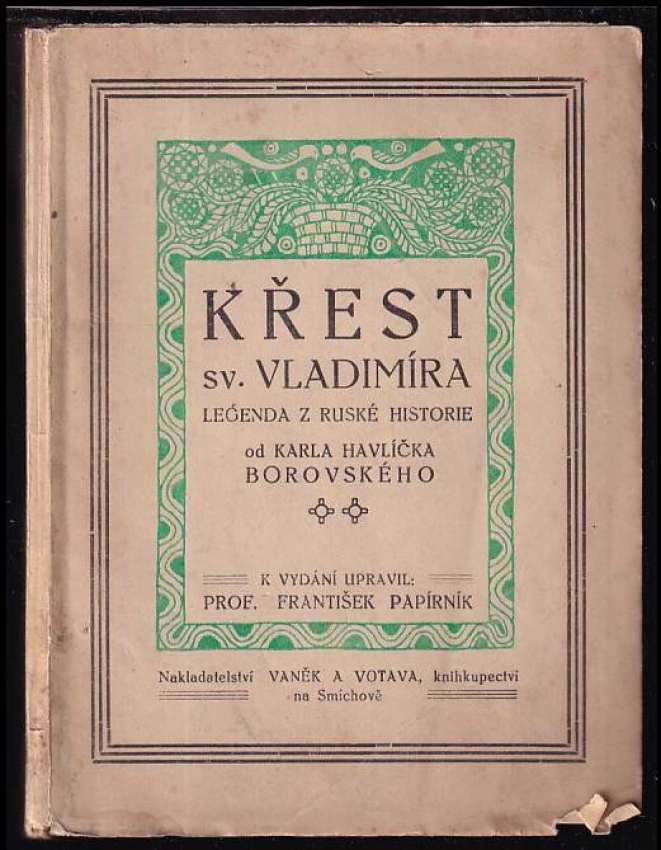 KŘEST
sv. VLADIMÍRA
LEGENDA Z RUSKÉ HISTORIE
od KARLA HAVLÍČKA
BOROVSKÉHO
K VYDÁNÍ UPRAVIL:
PROF. FRANTIŠEK PAPÍRNÍK
Nakladatelství VANĚK A VOTAVA, knihkupectví
na Smíchově